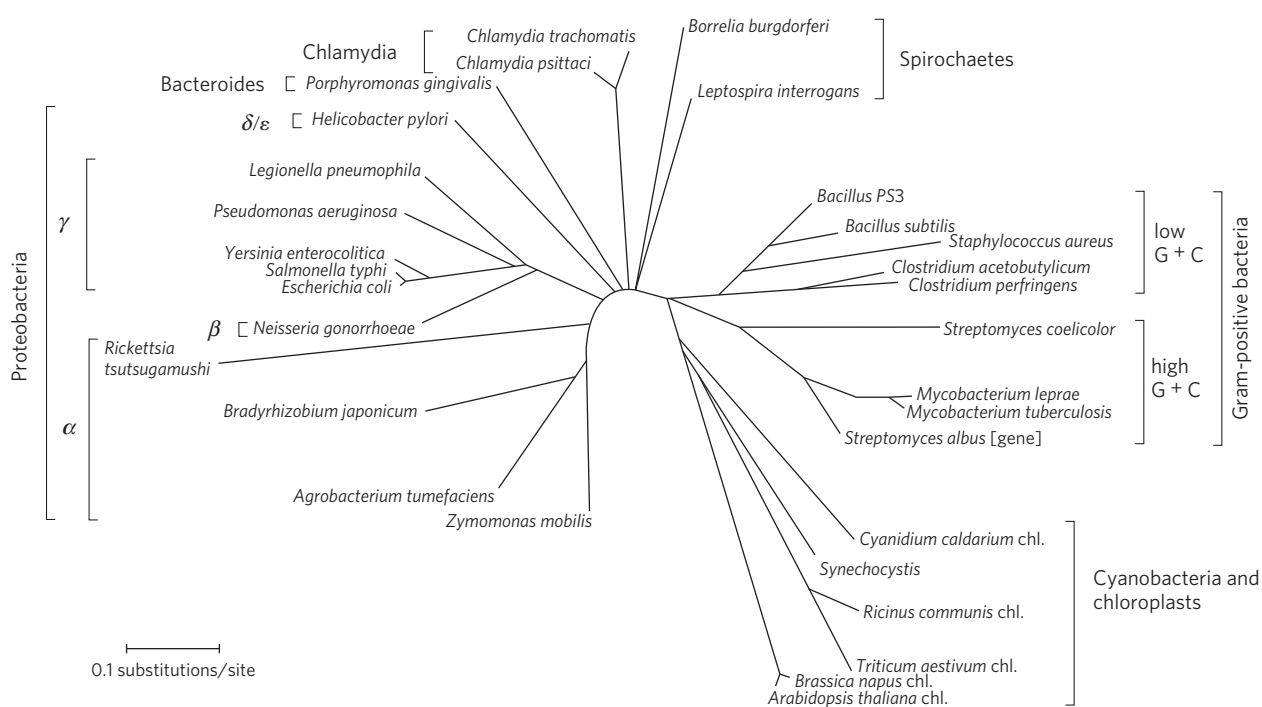 Chlamydia
Chlamydia trachomatis
Chlamydia psittaci
Bacteroides
Porphyromonas gingivalis
δ/ε
Helicobacter pylori
Borrelia burgdorferi
Leptospira interrogans
Spirochaetes
Proteobacteria
γ
Legionella pneumophila
Pseudomonas aeruginosa
Yersinia enterocolitica
Salmonella typhi
Escherichia coli
β
Neisseria gonorrhoeae
α
Rickettsia
tsutsugamushi
Bradyrhizobium japonicum
Agrobacterium tumefaciens
Zymomonas mobilis
Bacillus PS3
Bacillus subtilis
Staphylococcus aureus
Clostridium acetobutylicum
Clostridium perfringens
low
G + C
Streptomyces coelicolor
Mycobacterium leprae
Mycobacterium tuberculosis
Streptomyces albus [gene]
high
G + C
Gram-positive bacteria
Cyanidium caldarium chl.
Synechocystis
Ricinus communis chl.
Triticum aestivum chl.
Brassica napus chl.
Arabidopsis thaliana chl.
Cyanobacteria and
chloroplasts
0.1 substitutions/site